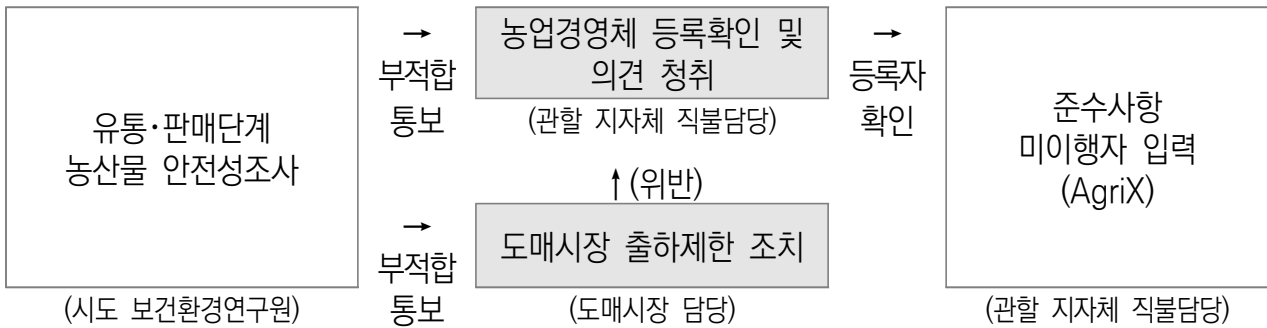 유통·판매단계
농산물 안전성조사
(시도 보건환경연구원)
→
부적합
통보
농업경영체 등록확인 및
의견 청취
(관할 지자체 직불담당)
↑(위반)
→
부적합
통보
도매시장 출하제한 조치
(도매시장 담당)
→
등록자
확인
준수사항
미이행자 입력
(AgriX)
(관할 지자체 직불담당)